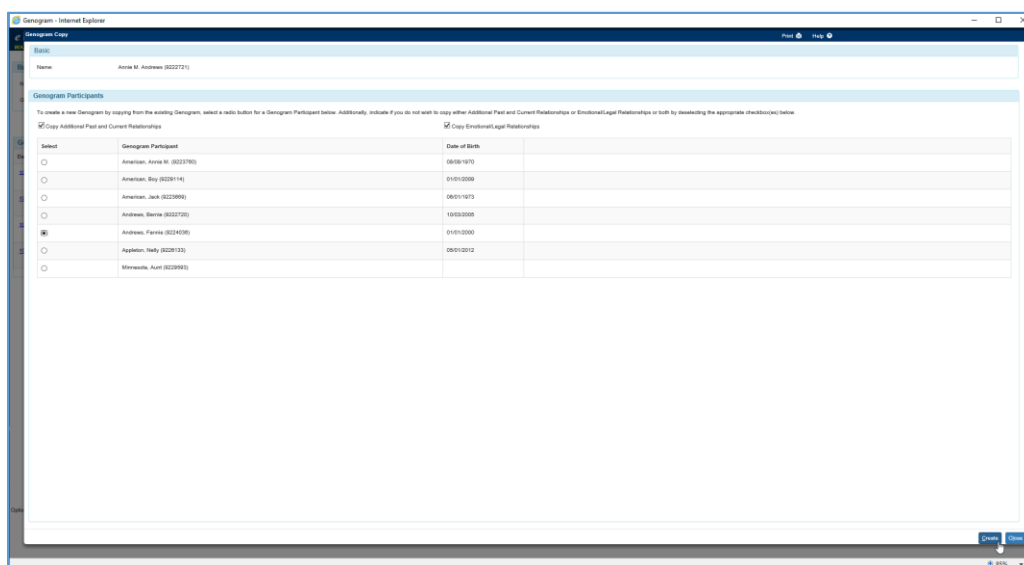 Genogram - Internet Explorer
Genogram Copy Print Help
Basic
Name: Annie M. Andrews (9222721)
Genogram Participants
To create a new Genogram by copying from the existing Genogram, select a radio button for a Genogram Participant below. Additionally, indicate if you do not wish to copy either Additional Past and Current Relationships or Emotional/Legal Relationships or both by deselecting the appropriate checkbox(es) below.
Copy Additional Past and Current Relationships Copy Emotional/Legal Relationships
Select Genogram Participant Date of Birth
American, Annie M. (9223780) 08/08/1970
American, Boy (9229114) 01/01/2009
American, Jack (9223669) 06/01/1973
Andrews, Bernie (9222720) 10/03/2005
Andrews, Fannie (9224036) 01/01/2000
Appleton, Nelly (9229133) 05/01/2012
Minnesota, Aunt
Create Close
85%